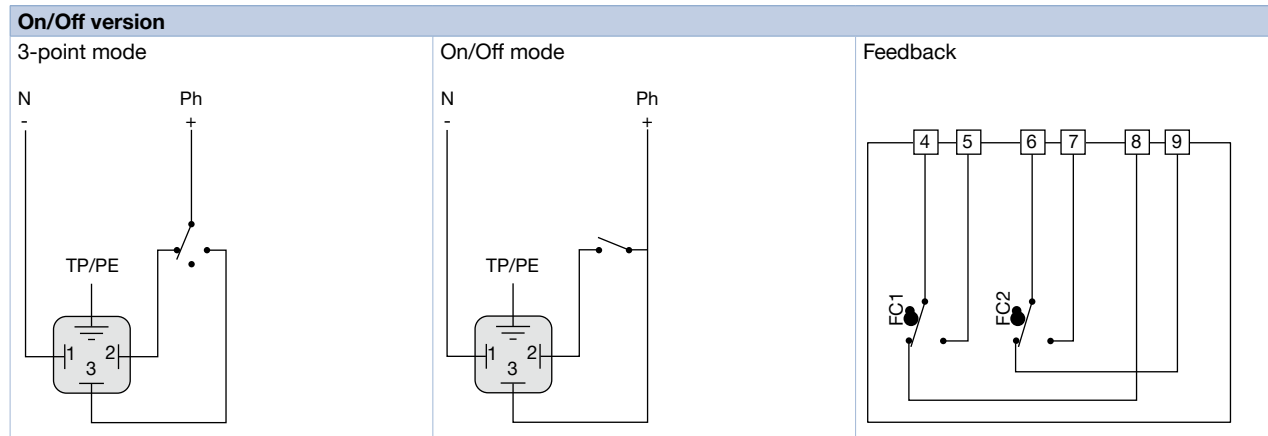 On/Off version
3-point mode
N
Ph
-
+
TP/PE
1
2
3
On/Off mode
N
Ph
-
+
TP/PE
1
2
3
Feedback
4 5 6 7 8 9
FC1
FC2